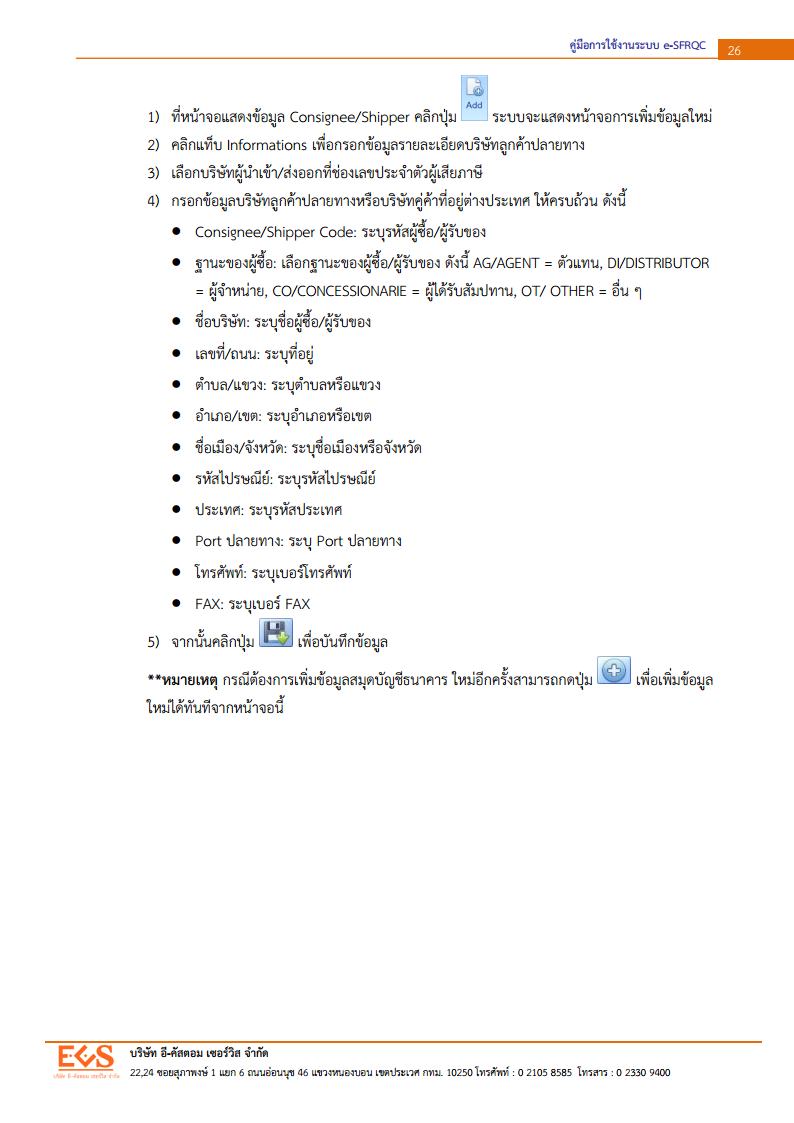 คู่มือการใช้งานระบบ e-SFRQC
26
1) ที่หน้าจอแสดงข้อมูล Consignee/Shipper คลิกปุ่ม Add ระบบจะแสดงหน้าจอการเพิ่มข้อมูลใหม่
2) คลิกแท็บ Informations เพื่อกรอกข้อมูลรายละเอียดบริษัทลูกค้าปลายทาง
3) เลือกบริษัทผู้นำเข้า/ส่งออกที่ช่องเลขประจำตัวผู้เสียภาษี
4) กรอกข้อมูลบริษัทลูกค้าปลายทางหรือบริษัทคู่ค้าที่อยู่ต่างประเทศ ให้ครบถ้วน ดังนี้
● Consignee/Shipper Code: ระบุรหัสผู้ซื้อ/ผู้รับของ
● ฐานะของผู้ซื้อ: เลือกฐานะของผู้ซื้อ/ผู้รับของ ดังนี้ AG/AGENT = ตัวแทน, DI/DISTRIBUTOR
= ผู้จำหน่าย, CO/CONCESSIONARIE = ผู้ได้รับสัมปทาน, OT/ OTHER = อื่น ๆ
● ชื่อบริษัท: ระบุชื่อผู้ซื้อ/ผู้รับของ
● เลขที่/ถนน: ระบุที่อยู่
● ตำบล/แขวง: ระบุตำบลหรือแขวง
● อำเภอ/เขต: ระบุอำเภอหรือเขต
● ชื่อเมือง/จังหวัด: ระบุชื่อเมืองหรือจังหวัด
● รหัสไปรษณีย์: ระบุรหัสไปรษณีย์
● ประเทศ: ระบุรหัสประเทศ
● Port ปลายทาง: ระบุ Port ปลายทาง
● โทรศัพท์: ระบุเบอร์โทรศัพท์
● FAX: ระบุเบอร์ FAX
5) จากนั้นคลิกปุ่ม เพื่อบันทึกข้อมูล
**หมายเหตุ กรณีต้องการเพิ่มข้อมูลสมุดบัญชีธนาคาร ใหม่อีกครั้งสามารถกดปุ่ม เพื่อเพิ่มข้อมูล
ใหม่ได้ทันทีจากหน้าจอนี้
ECS
บริษัท อี-คัสตอม เซอร์วิส จำกัด
บริษัท อี-คัสตอม เซอร์วิส จำกัด
22,24 ซอยสุภาพงษ์ 1 แยก 6 ถนนอ่อนนุช 46 แขวงหนองบอน เขตประเวศ กทม. 10250 โทรศัพท์ : 0 2105 8585 โทรสาร : 0 2330 9400